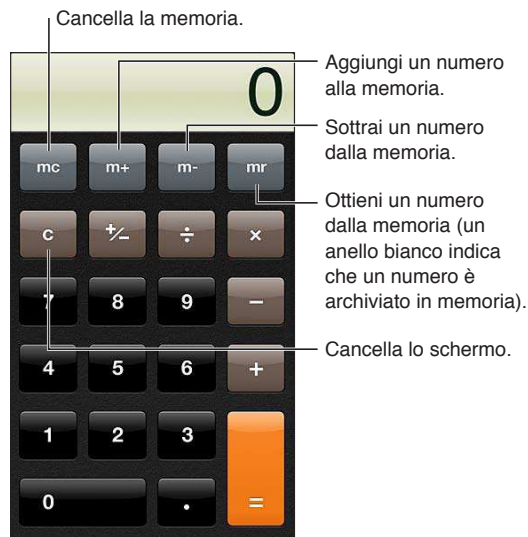 Cancella la memoria.
Aggiungi un numero
alla memoria.
Sottrai un numero
dalla memoria.
Ottieni un numero
dalla memoria (un
anello bianco indica
che un numero è
archiviato in memoria).
Cancella lo schermo.
0
mc m+ m- mr
c +/− ÷ ×
7 8 9 −
4 5 6 +
1 2 3
0 . =